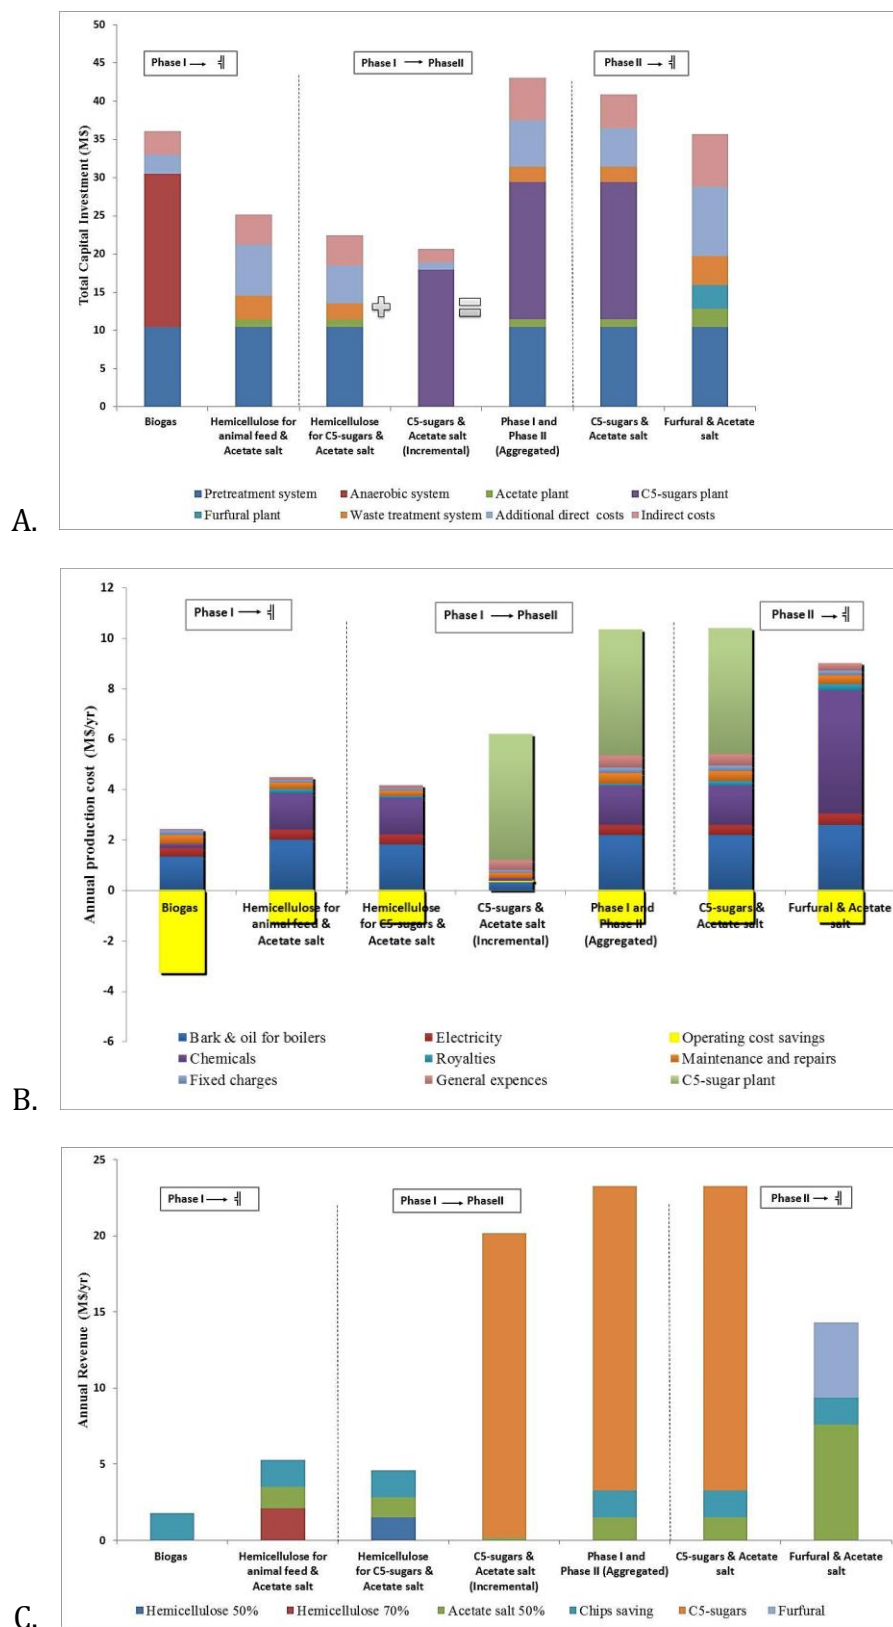 50
45
40
35
30
25
20
15
10
5
0
Total Capital Investment (M$)
Phase I
Phase I PhaseII
Phase II
Biogas
Hemicellulose for
animal feed &
Acetate salt
Hemicellulose
for C5-sugars &
Acetate salt
C5-sugars &
Acetate salt
(Incremental)
Phase I and
Phase II
(Aggregated)
C5-sugars &
Acetate salt
Furfural & Acetate
salt
Pretreatment system
Anaerobic system
Acetate plant
C5-sugars plant
Furfural plant
Waste treatment system
Additional direct costs
Indirect costs
A.
12
10
8
6
4
2
0
-2
-4
-6
Annual production cost (M$/yr)
Phase I
Phase I PhaseII
Phase II
Biogas
Hemicellulose for
animal feed &
Acetate salt
Hemicellulose
for C5-sugars &
Acetate salt
C5-sugars &
Acetate salt
(Incremental)
Phase I and
Phase II
(Aggregated)
C5-sugars &
Acetate salt
Furfural & Acetate
salt
Bark & oil for boilers
Electricity
Operating cost savings
Chemicals
Royalties
Maintenance and repairs
Fixed charges
General expences
C5-sugar plant
B.
25
20
15
10
5
0
Annual Revenue (M$/yr)
Phase I
Phase I PhaseII
Phase II
Biogas
Hemicellulose for
animal feed &
Acetate salt
Hemicellulose
for C5-sugars &
Acetate salt
C5-sugars &
Acetate salt
(Incremental)
Phase I and
Phase II (Aggregated)
C5-sugars & Acetate
salt
Furfural & Acetate
salt
Hemicellulose 50%
Hemicellulose 70%
Acetate salt 50%
Chips saving
C5-sugars
Furfural
C.